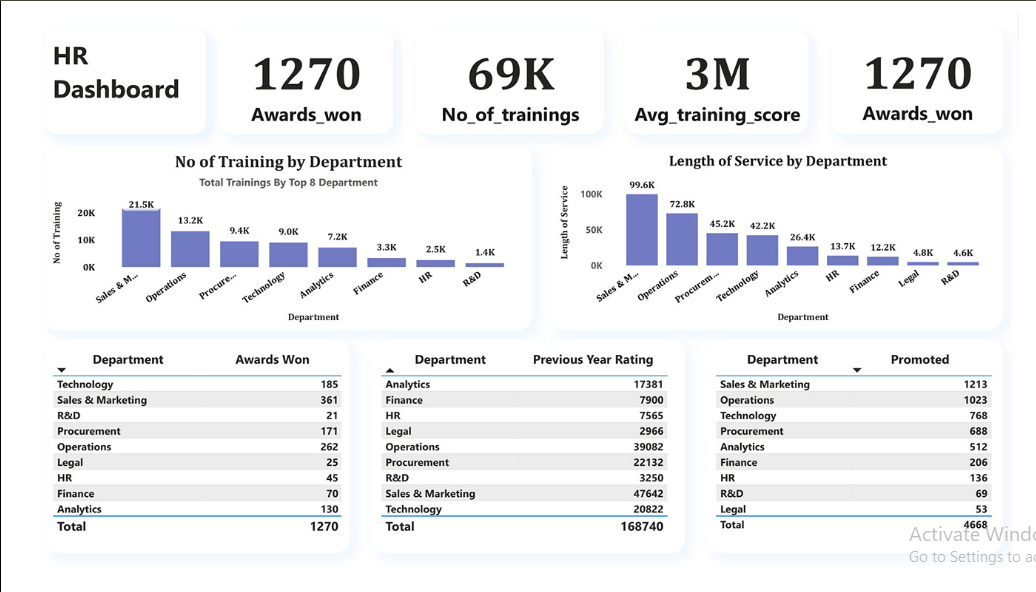 HR
Dashboard
1270
Awards_won
69K
No_of_trainings
3M
Avg_training_score
1270
Awards_won
No of Training by Department
Total Trainings By Top 8 Department
No of Training
20K
10K
0K
21.5K
13.2K
9.4K
9.0K
7.2K
3.3K
2.5K
1.4K
Sales & M...
Operations
Procure...
Technology
Analytics
Finance
HR
R&D
Department
Length of Service by Department
Length of Service
100K
50K
0K
99.6K
72.8K
45.2K
42.2K
26.4K
13.7K
12.2K
4.8K
4.6K
Sales & M...
Operations
Procurem...
Technology
Analytics
HR
Finance
Legal
R&D
Department
Department Awards Won
Technology 185
Sales & Marketing 361
R&D 21
Procurement 171
Operations 262
Legal 25
HR 45
Finance 70
Analytics 130
Total 1270
Department Previous Year Rating
Analytics 17381
Finance 7900
HR 7565
Legal 2966
Operations 39082
Procurement 22132
R&D 3250
Sales & Marketing 47642
Technology 20822
Total 168740
Department Promoted
Sales & Marketing 1213
Operations 1023
Technology 768
Procurement 688
Analytics 512
Finance 206
HR 136
R&D 69
Legal 53
Total 4668
Activate Windo
Go to Settings to ac